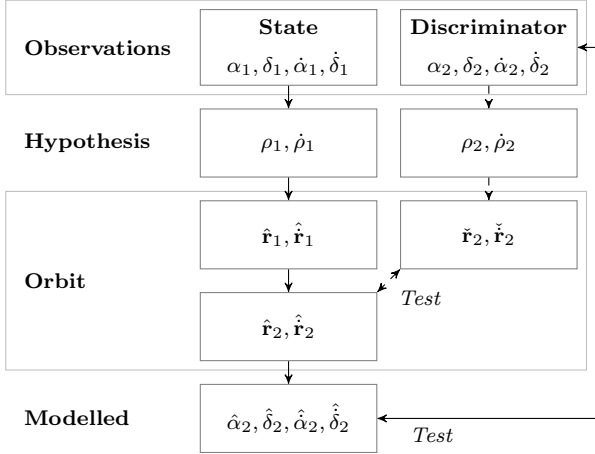 State Discriminator
Observations α₁, δ₁, α̇₁, δ̇₁ α₂, δ₂, α̇₂, δ̇₂
Hypothesis ρ₁, ρ̇₁ ρ₂, ρ̇₂
r̂₁, ṙ̂₁ ř₂, ṙ̌₂
Orbit
Test
r̂₂, ṙ̂₂
Modelled α̂₂, δ̂₂, α̇̂₂, δ̇̂₂
Test